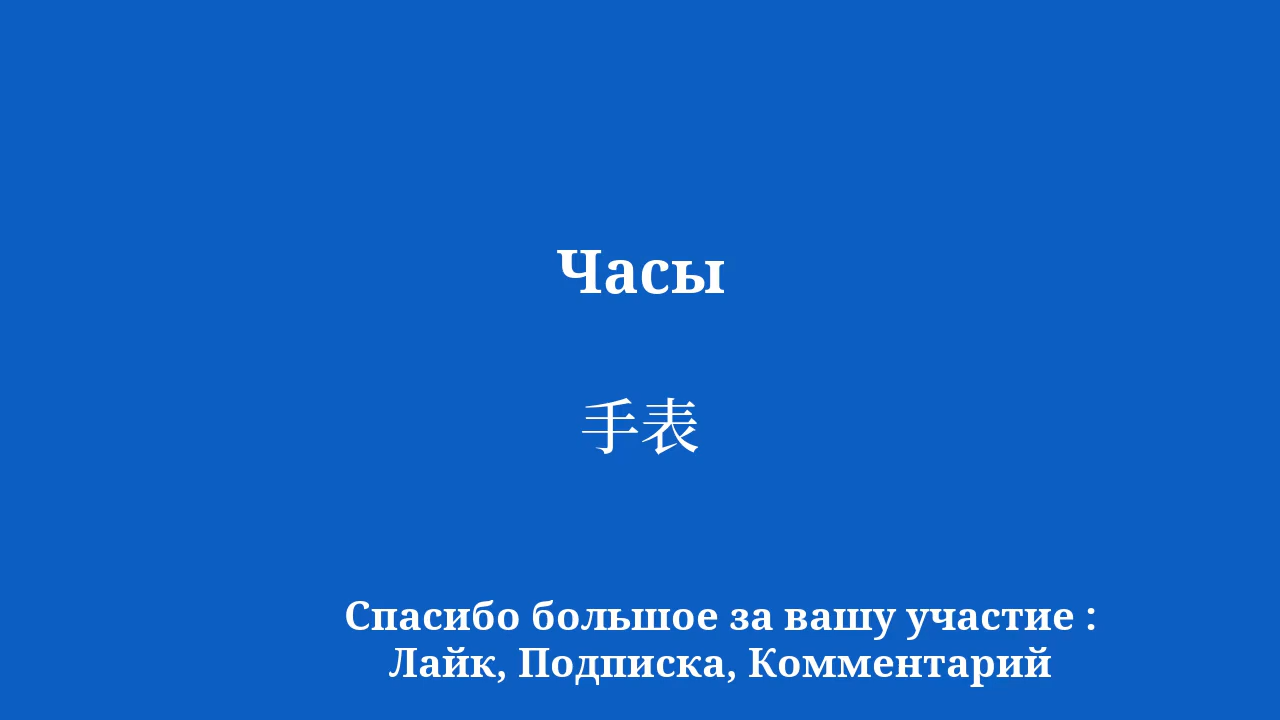 Часы
手表
Спасибо большое за вашу участие :
Лайк, Подписка, Комментарий